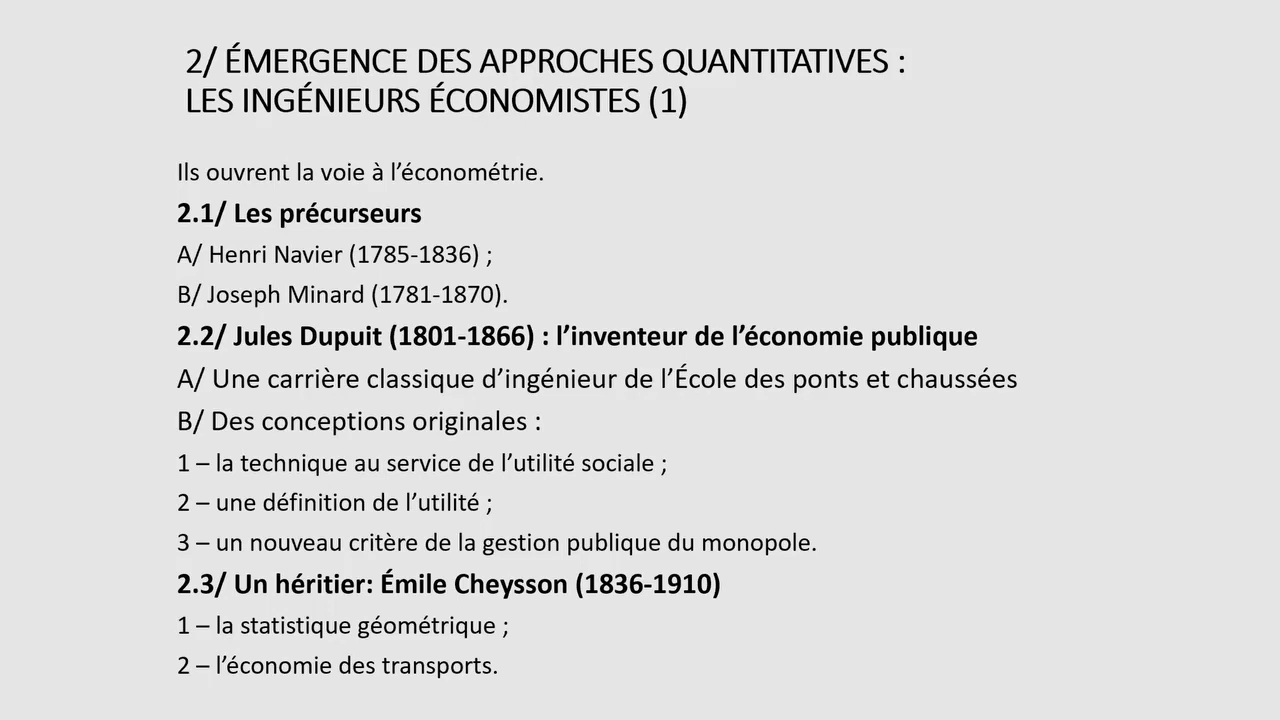 2/ ÉMERGENCE DES APPROCHES QUANTITATIVES :
LES INGÉNIEURS ÉCONOMISTES (1)
Ils ouvrent la voie à l’économétrie.
2.1/ Les précurseurs
A/ Henri Navier (1785-1836) ;
B/ Joseph Minard (1781-1870).
2.2/ Jules Dupuit (1801-1866) : l’inventeur de l’économie publique
A/ Une carrière classique d’ingénieur de l’École des ponts et chaussées
B/ Des conceptions originales :
1 – la technique au service de l’utilité sociale ;
2 – une définition de l’utilité ;
3 – un nouveau critère de la gestion publique du monopole.
2.3/ Un héritier: Émile Cheysson (1836-1910)
1 – la statistique géométrique ;
2 – l’économie des transports.